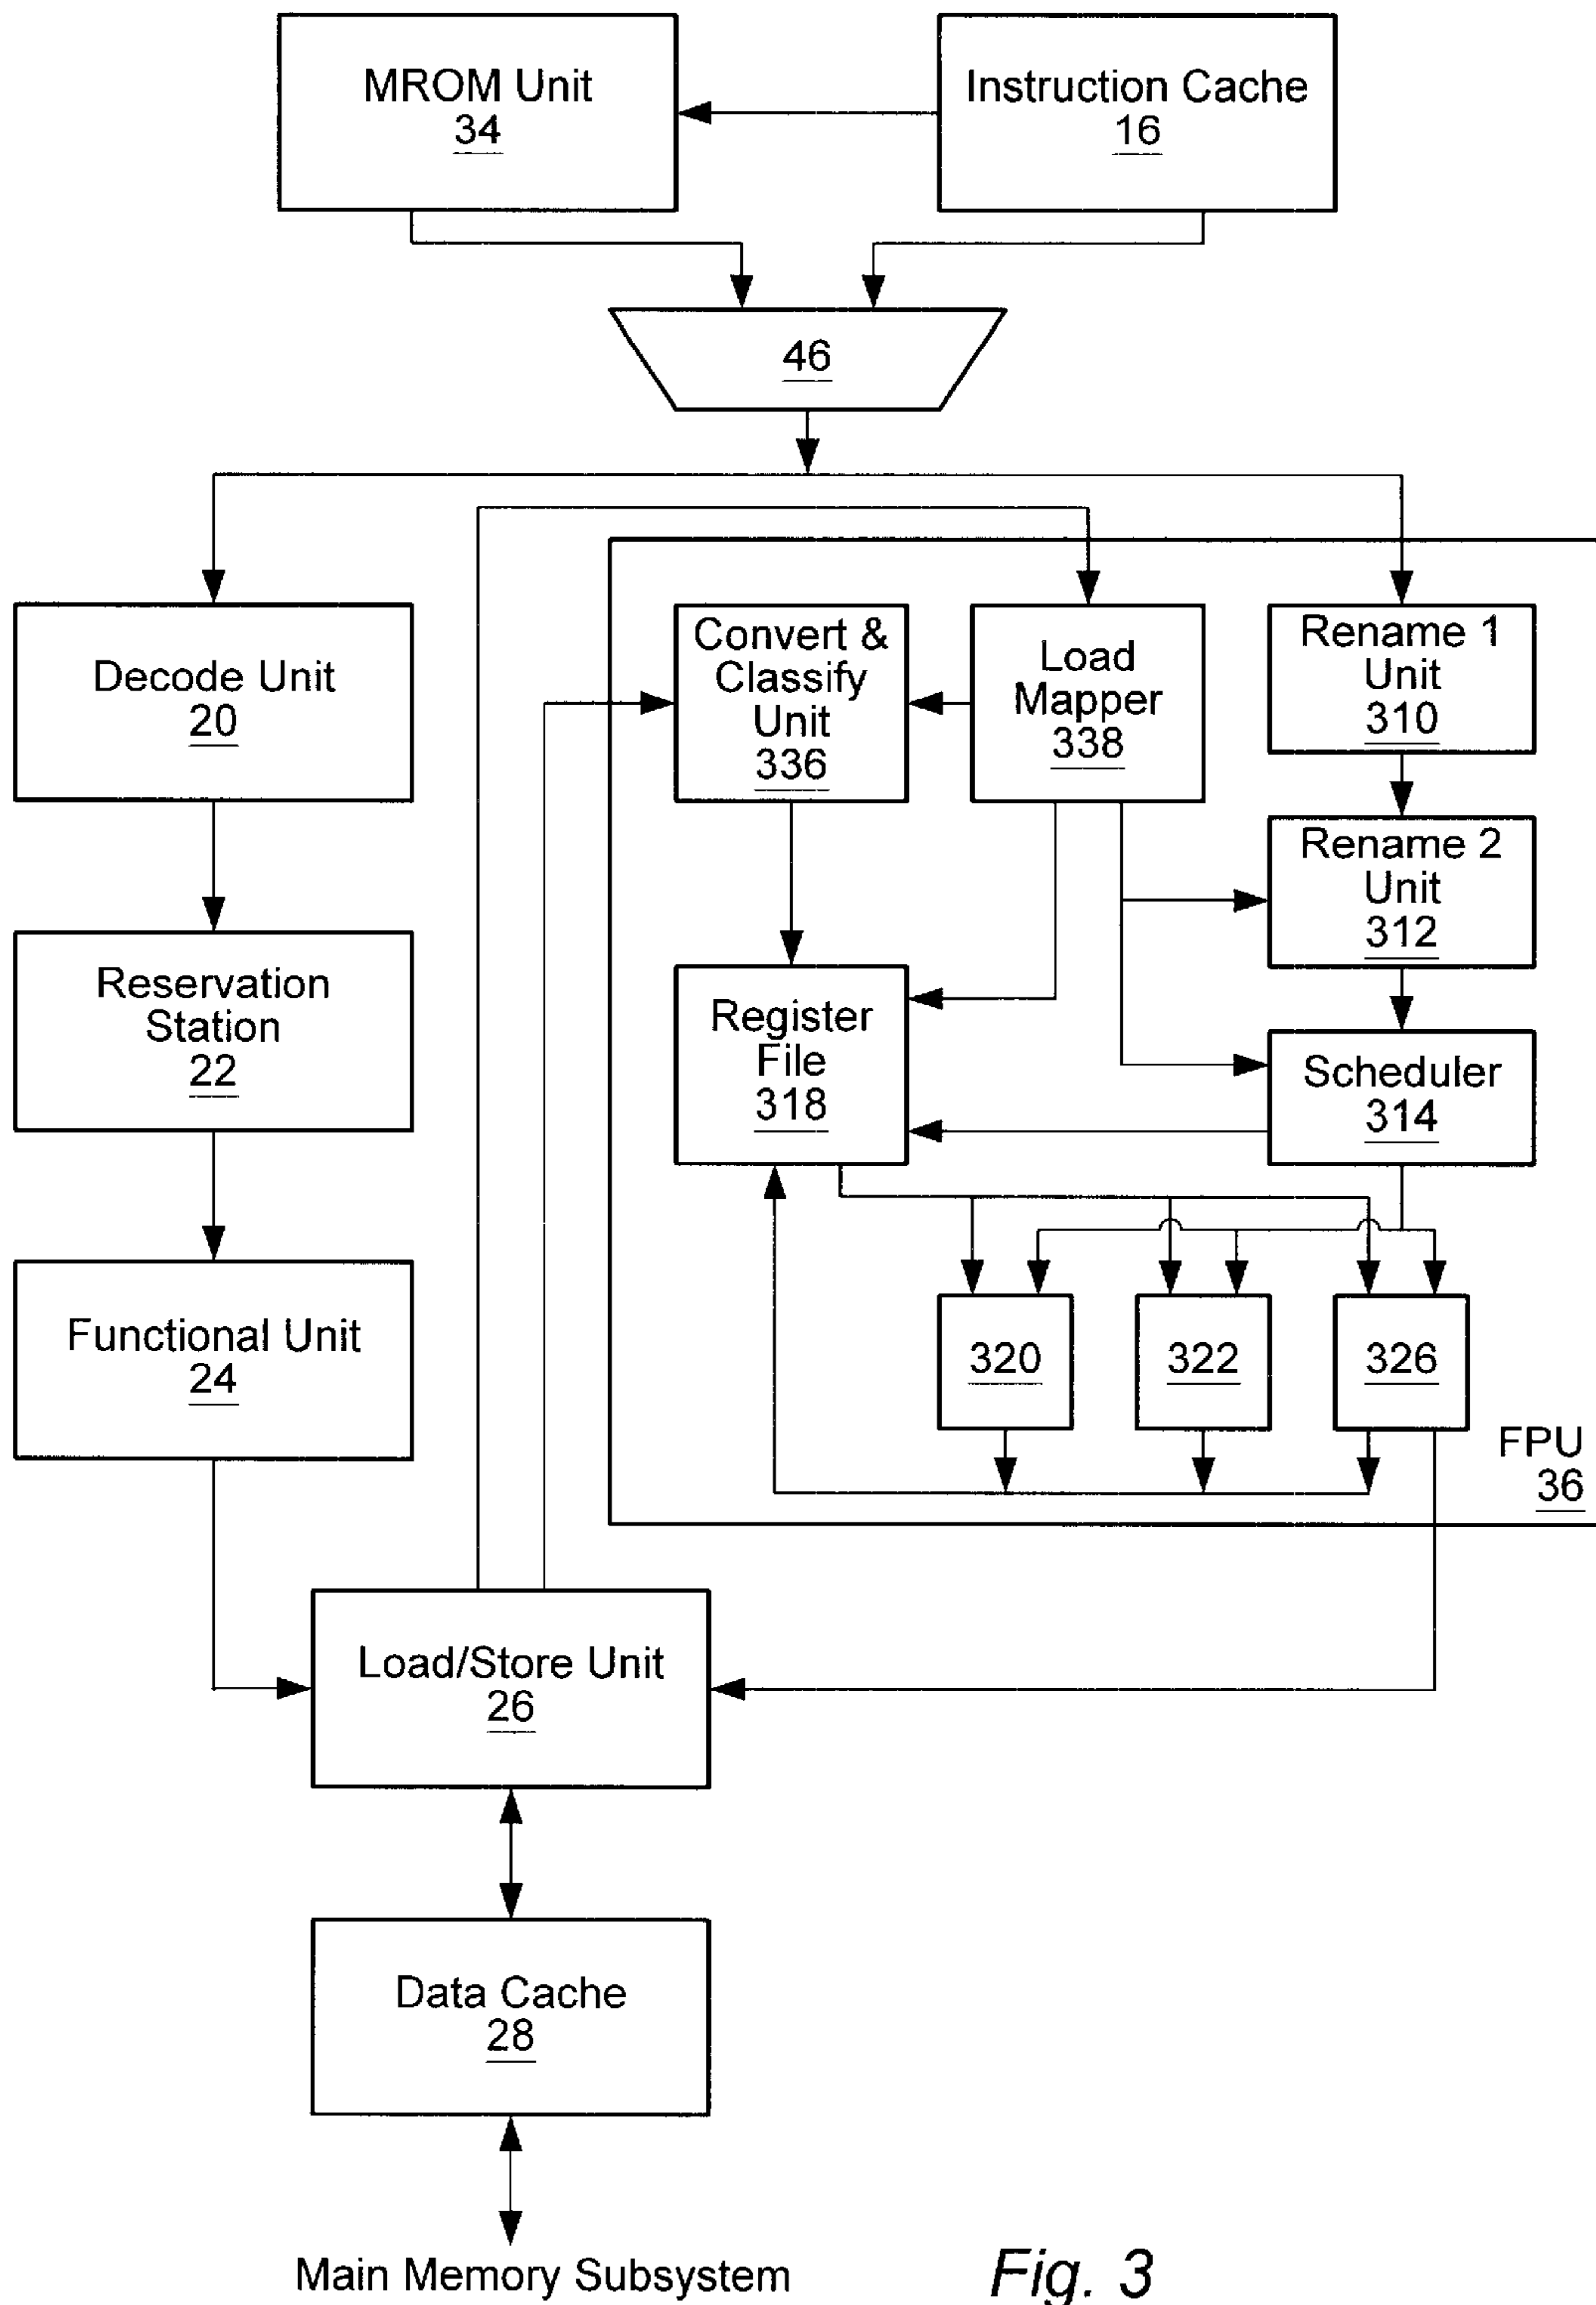 MROM Unit
34
Instruction Cache
16
46
Decode Unit
20
Convert &
Classify
Unit
336
Load
Mapper
338
Rename 1
Unit
310
Rename 2
Unit
312
Reservation
Station
22
Register
File
318
Scheduler
314
Functional Unit
24
320
322
326
FPU
36
Load/Store Unit
26
Data Cache
28
Main Memory Subsystem
Fig. 3